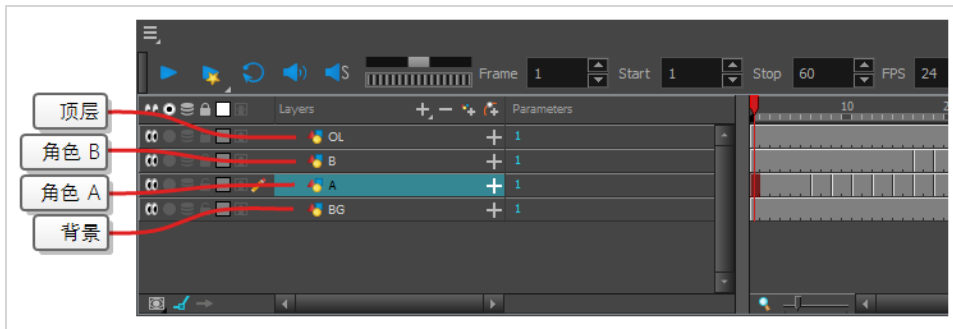 Frame 1 Start 1 Stop 60 FPS 24
Layers Parameters 10 2
顶层 OL 1
角色 B B 1
角色 A A 1
背景 BG 1